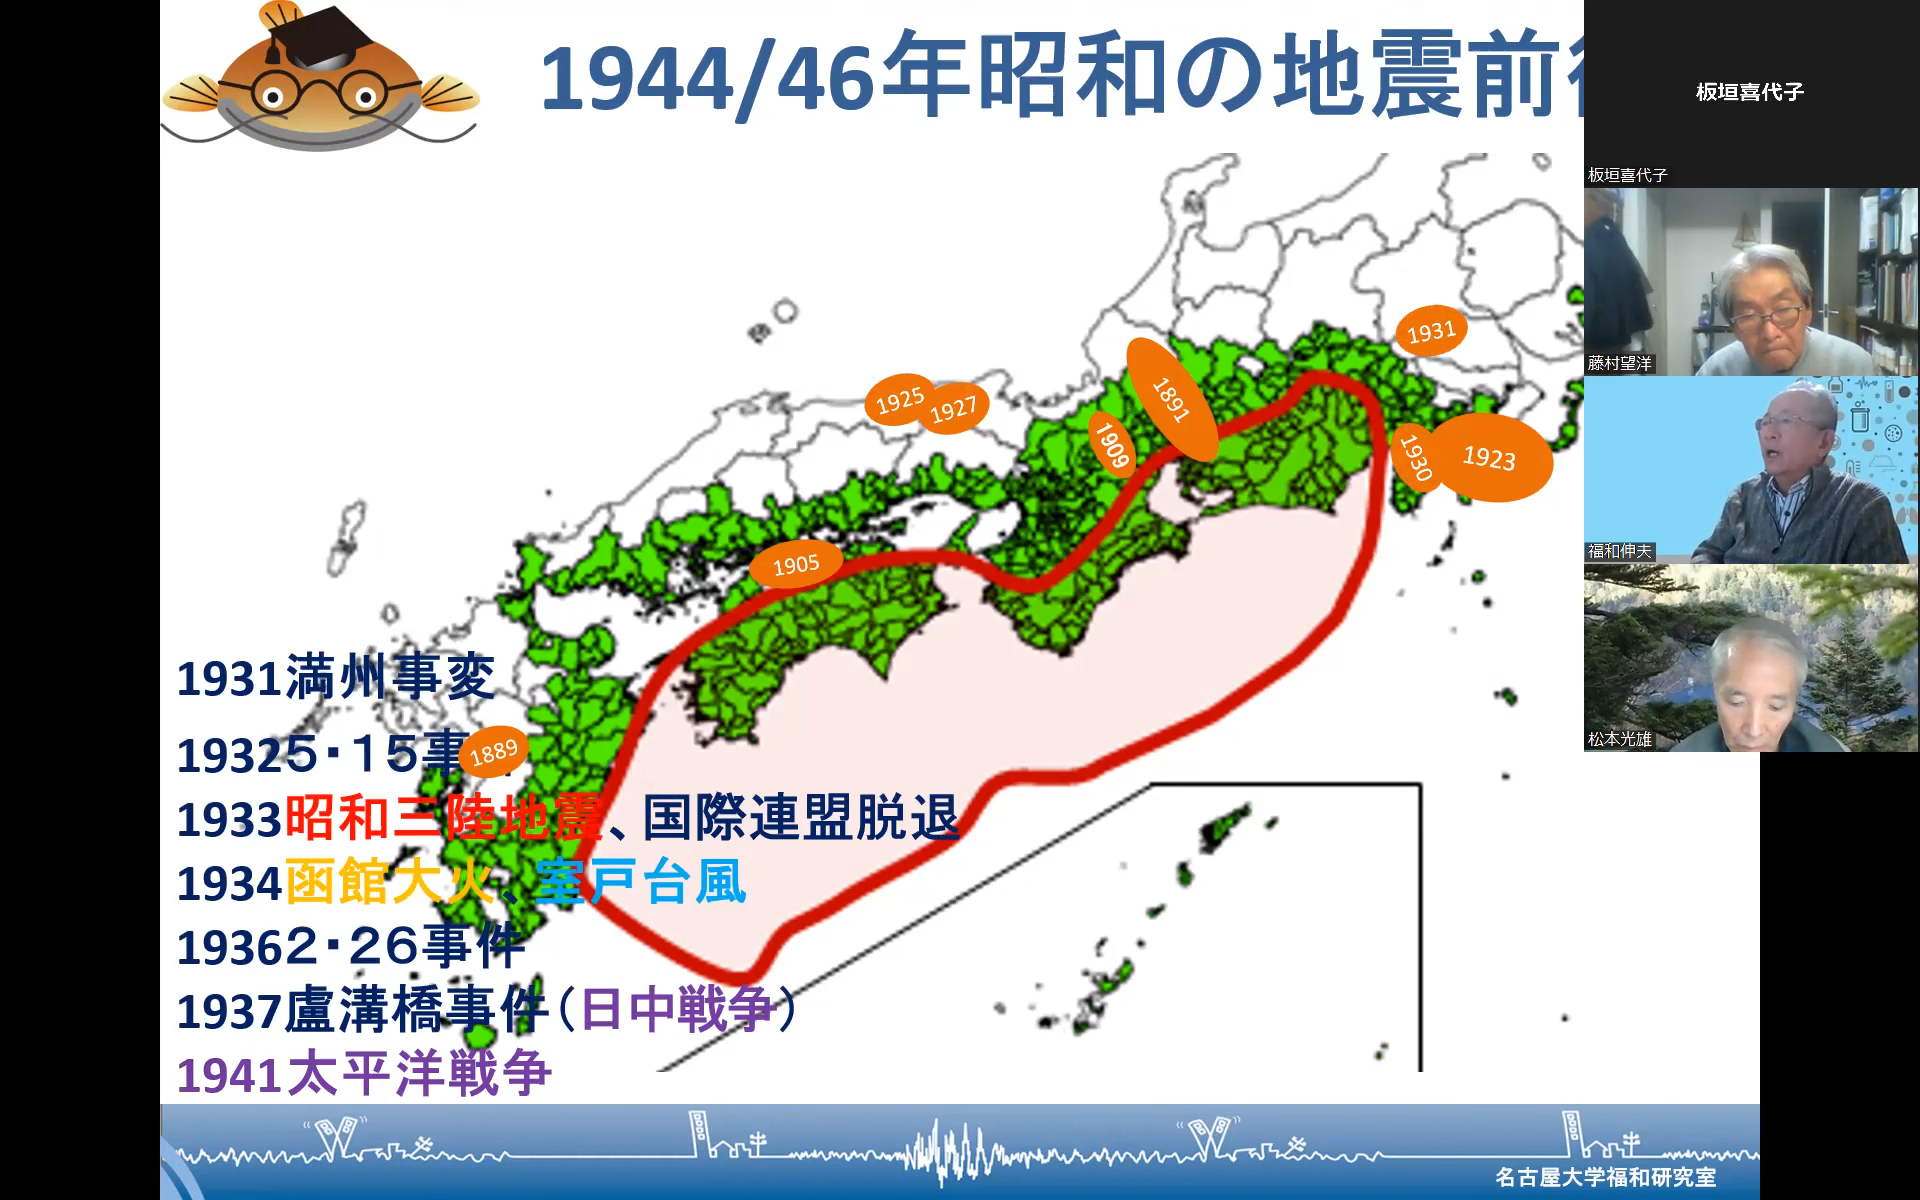 1944/46年昭和の地震前
1931
1925
1927
1891
1909
1930
1923
1905
1889
1931満州事変
1932５・１５事
1933昭和三陸地震、国際連盟脱退
1934函館大火、室戸台風
1936２・２６事件
1937盧溝橋事件（日中戦争）
1941太平洋戦争
名古屋大学福和研究室
板垣喜代子
板垣喜代子
藤村望洋
福和伸夫
松本光雄